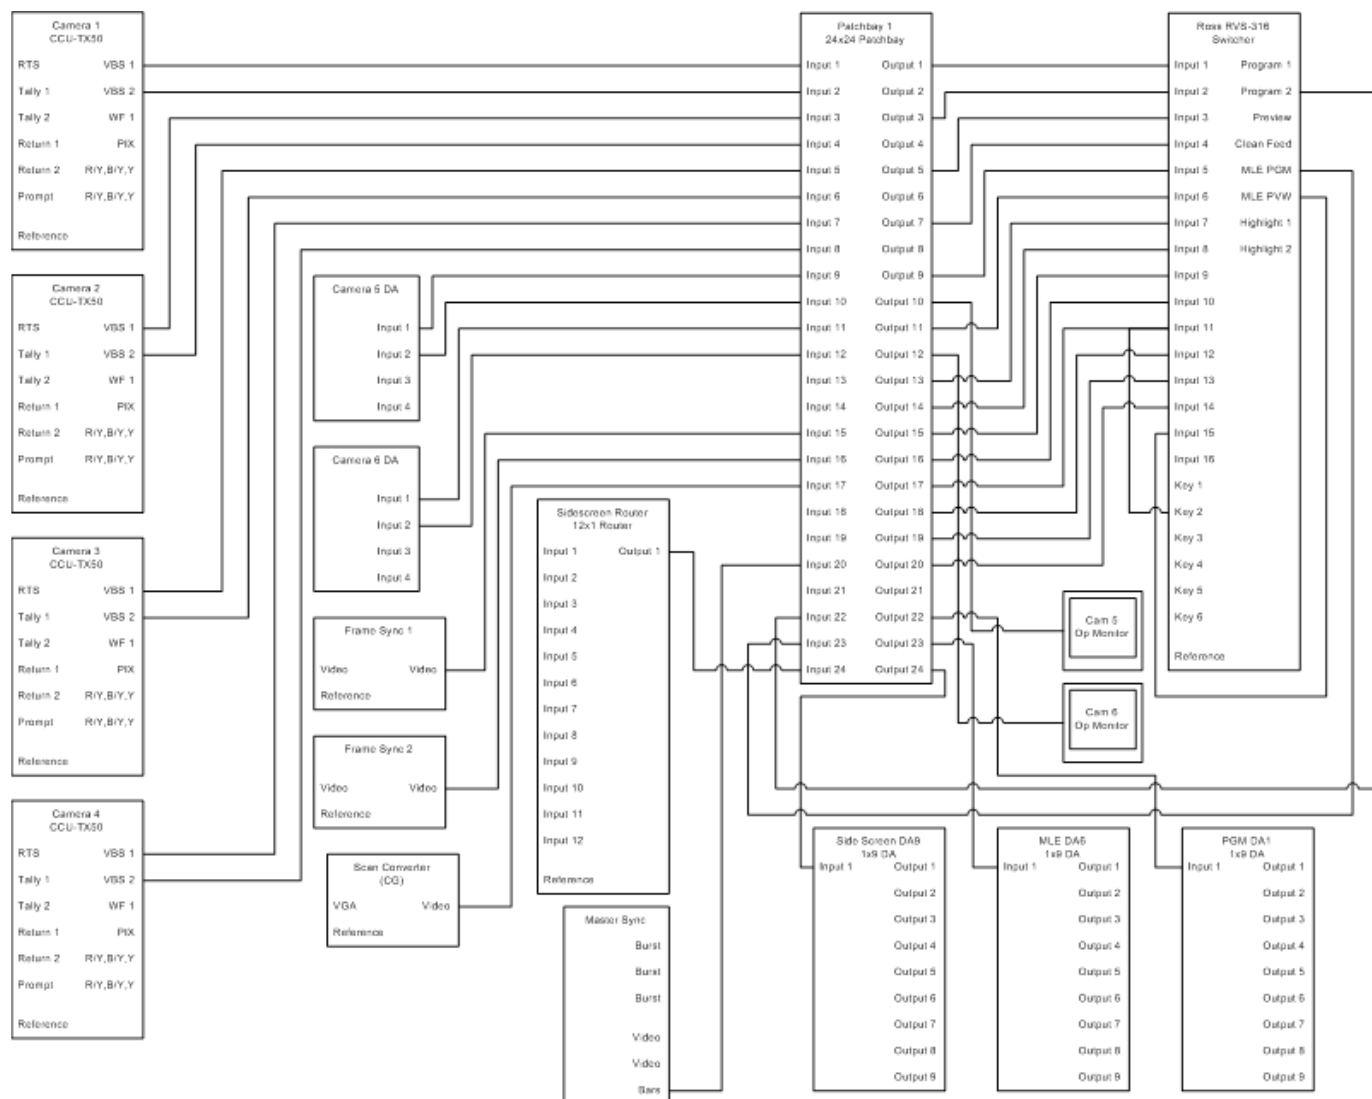 Camera 1
CCU-TX50
RTS VBS 1
Tally 1 VBS 2
Tally 2 WF 1
Return 1 PIX
Return 2 R/Y,B/Y,Y
Prompt R/Y,B/Y,Y
Reference
Camera 2
CCU-TX50
RTS VBS 1
Tally 1 VBS 2
Tally 2 WF 1
Return 1 PIX
Return 2 R/Y,B/Y,Y
Prompt R/Y,B/Y,Y
Reference
Camera 3
CCU-TX50
RTS VBS 1
Tally 1 VBS 2
Tally 2 WF 1
Return 1 PIX
Return 2 R/Y,B/Y,Y
Prompt R/Y,B/Y,Y
Reference
Camera 4
CCU-TX50
RTS VBS 1
Tally 1 VBS 2
Tally 2 WF 1
Return 1 PIX
Return 2 R/Y,B/Y,Y
Prompt R/Y,B/Y,Y
Reference
Camera 5 DA
Input 1
Input 2
Input 3
Input 4
Camera 6 DA
Input 1
Input 2
Input 3
Input 4
Frame Sync 1
Video Video
Reference
Frame Sync 2
Video Video
Reference
Scan Converter
(CG)
VGA Video
Reference
Sidescreen Router
12x1 Router
Input 1 Output 1
Input 2
Input 3
Input 4
Input 5
Input 6
Input 7
Input 8
Input 9
Input 10
Input 11
Input 12
Reference
Master Sync
Burst
Burst
Burst
Video
Video
Bars
Patchbay 1
24x24 Patchbay
Input 1 Output 1
Input 2 Output 2
Input 3 Output 3
Input 4 Output 4
Input 5 Output 5
Input 6 Output 6
Input 7 Output 7
Input 8 Output 8
Input 9 Output 9
Input 10 Output 10
Input 11 Output 11
Input 12 Output 12
Input 13 Output 13
Input 14 Output 14
Input 15 Output 15
Input 16 Output 16
Input 17 Output 17
Input 18 Output 18
Input 19 Output 19
Input 20 Output 20
Input 21 Output 21
Input 22 Output 22
Input 23 Output 23
Input 24 Output 24
Ross RVS-316
Switcher
Input 1 Program 1
Input 2 Program 2
Input 3 Preview
Input 4 Clean Feed
Input 5 MLE PGM
Input 6 MLE PVW
Input 7 Highlight 1
Input 8 Highlight 2
Input 9
Input 10
Input 11
Input 12
Input 13
Input 14
Input 15
Input 16
Key 1
Key 2
Key 3
Key 4
Key 5
Key 6
Reference
Cam 5
Op Monitor
Cam 6
Op Monitor
Side Screen DA9
1x9 DA
Input 1 Output 1
Output 2
Output 3
Output 4
Output 5
Output 6
Output 7
Output 8
Output 9
MLE DA6
1x9 DA
Input 1 Output 1
Output 2
Output 3
Output 4
Output 5
Output 6
Output 7
Output 8
Output 9
PGM DA1
1x9 DA
Input 1 Output 1
Output 2
Output 3
Output 4
Output 5
Output 6
Output 7
Output 8
Output 9